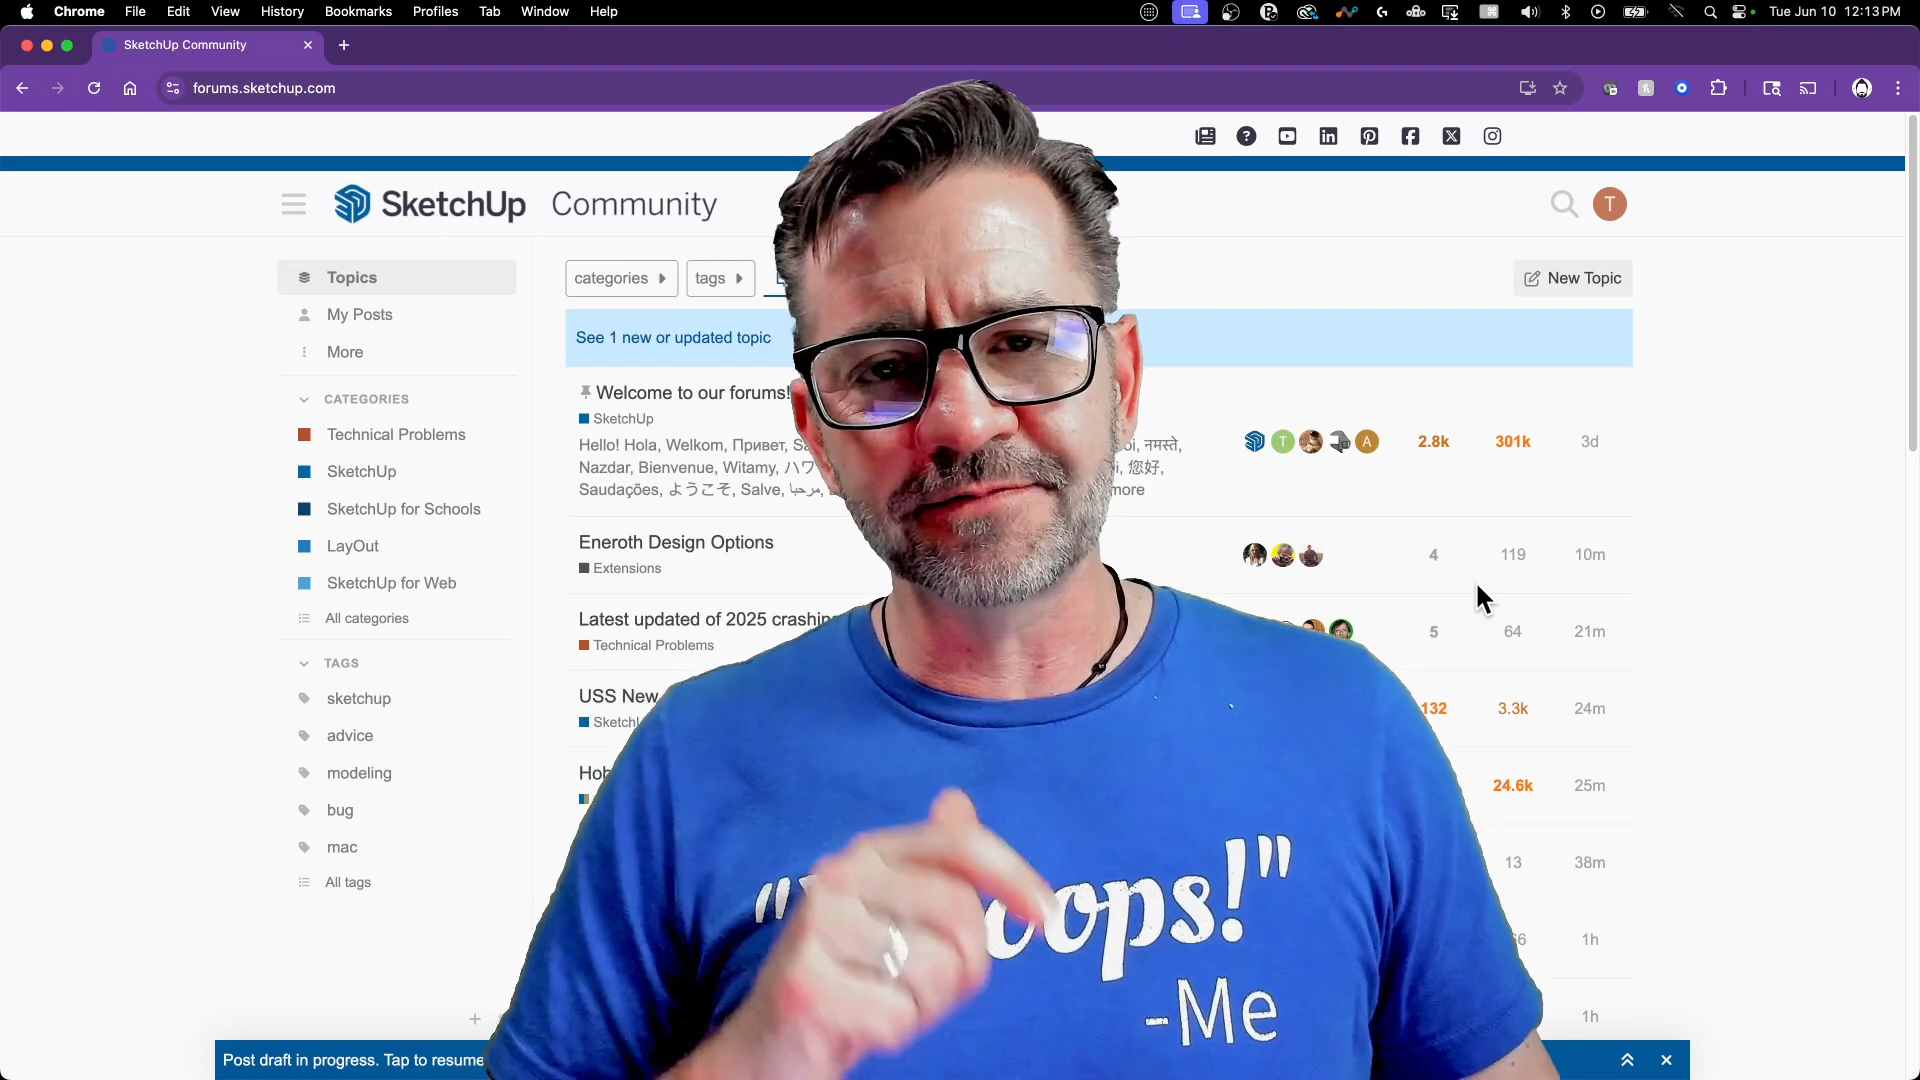 Chrome File Edit View History Bookmarks Profiles Tab Window Help
Tue Jun 10 12:13 PM
SketchUp Community
forums.sketchup.com
SketchUp Community
T
Topics
My Posts
More
CATEGORIES
Technical Problems
SketchUp
SketchUp for Schools
LayOut
SketchUp for Web
All categories
TAGS
sketchup
advice
modeling
bug
mac
All tags
categories
tags
New Topic
See 1 new or updated topic
Welcome to our forums!
SketchUp
Hello! Hola, Welkom, Привет, नमस्ते,
Nazdar, Bienvenue, Witamy, 您好,
Saudações, ようこそ, Salve, مرحبا, more
T A
2.8k 301k 3d
Eneroth Design Options
Extensions
4 119 10m
Latest updated of 2025 crashing
Technical Problems
5 64 21m
USS New
132 3.3k 24m
24.6k 25m
13 38m
1h
1h
"oops!"
-Me
Post draft in progress. Tap to resume